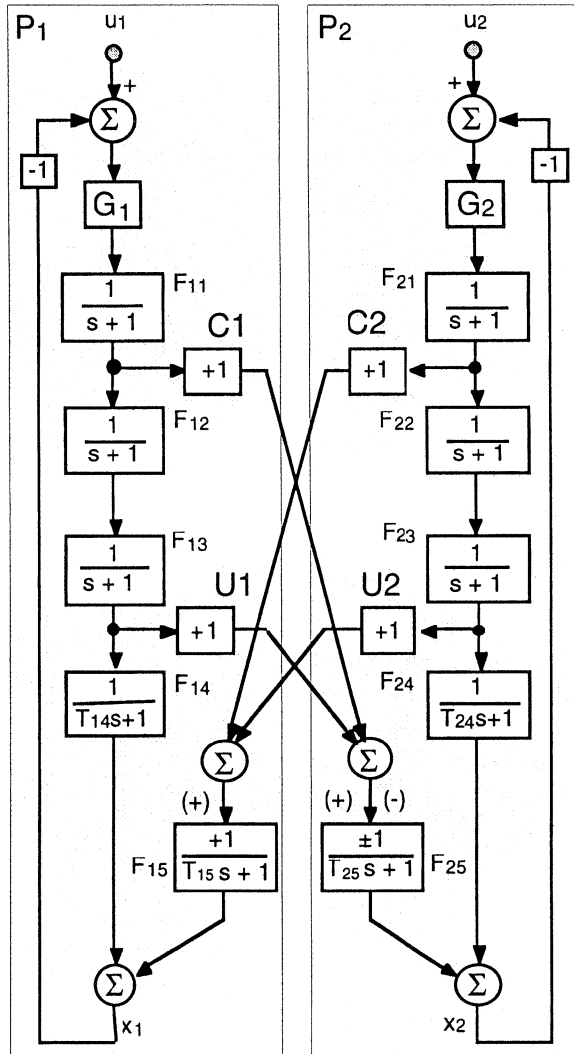 P1 u1 P2 u2
+ +
Σ Σ
-1 -1
G1 G2
F11 F21
1 1
s + 1 s + 1
C1 C2
+1 +1
F12 F22
1 1
s + 1 s + 1
F13 F23
1 1
s + 1 s + 1
U1 U2
+1 +1
F14 F24
1 1
T14s+1 T24s+1
Σ Σ
(+) (+) (-)
+1 ±1
F15 T15 s + 1 T25 s + 1 F25
Σ Σ
x1 x2